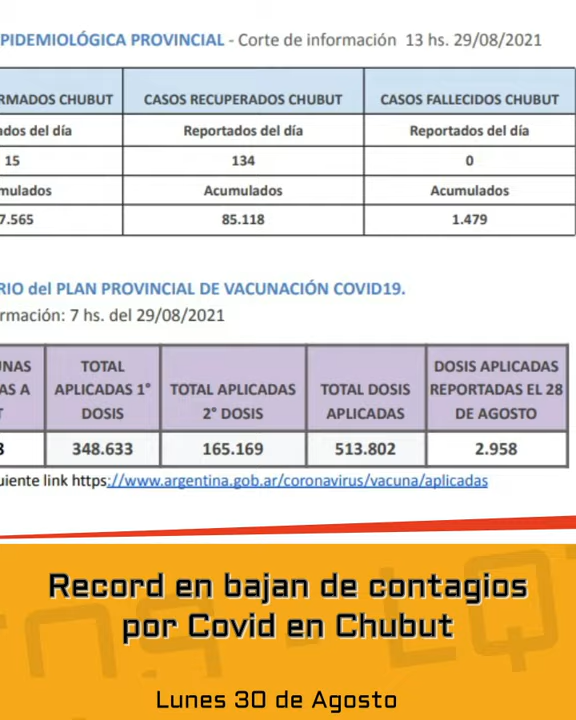 PIDEMIOLÓGICA PROVINCIAL - Corte de información 13 hs. 29/08/2021
RMADOS CHUBUT CASOS RECUPERADOS CHUBUT CASOS FALLECIDOS CHUBUT
ados del día Reportados del día Reportados del día
15 134 0
mulados Acumulados Acumulados
7.565 85.118 1.479
RIO del PLAN PROVINCIAL DE VACUNACIÓN COVID19.
rmación: 7 hs. del 29/08/2021
UNAS TOTAL DOSIS APLICADAS
AS A APLICADAS 1° TOTAL APLICADAS TOTAL DOSIS REPORTADAS EL 28
T DOSIS 2° DOSIS APLICADAS DE AGOSTO
348.633 165.169 513.802 2.958
uiente link https://www.argentina.gob.ar/coronavirus/vacuna/aplicadas
Record en bajan de contagios
por Covid en Chubut
Lunes 30 de Agosto